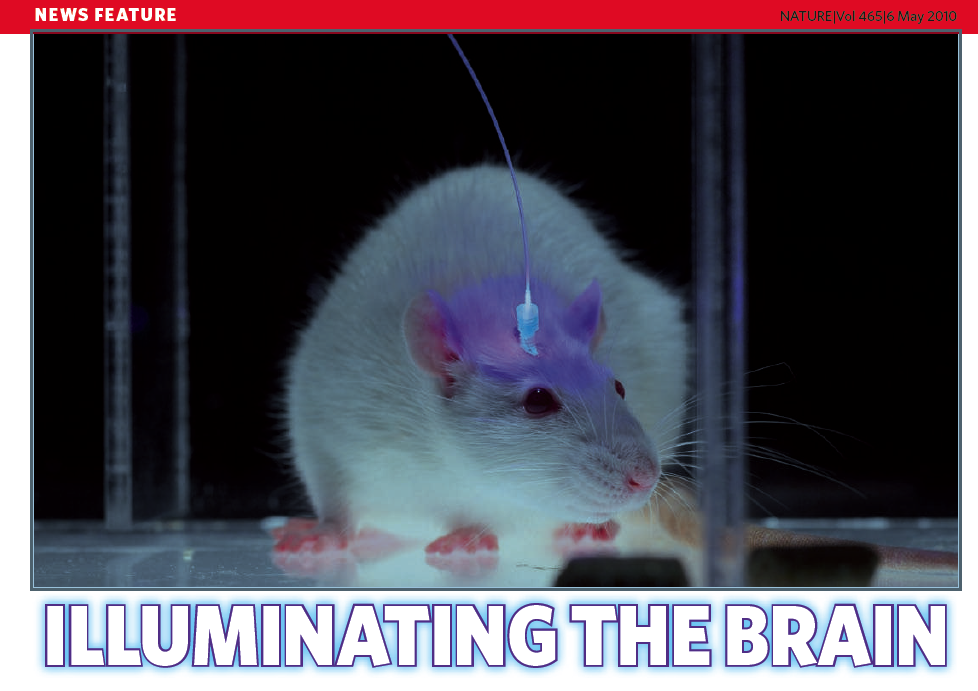 NEWS FEATURE
NATURE|Vol 465|6 May 2010
ILLUMINATING THE BRAIN